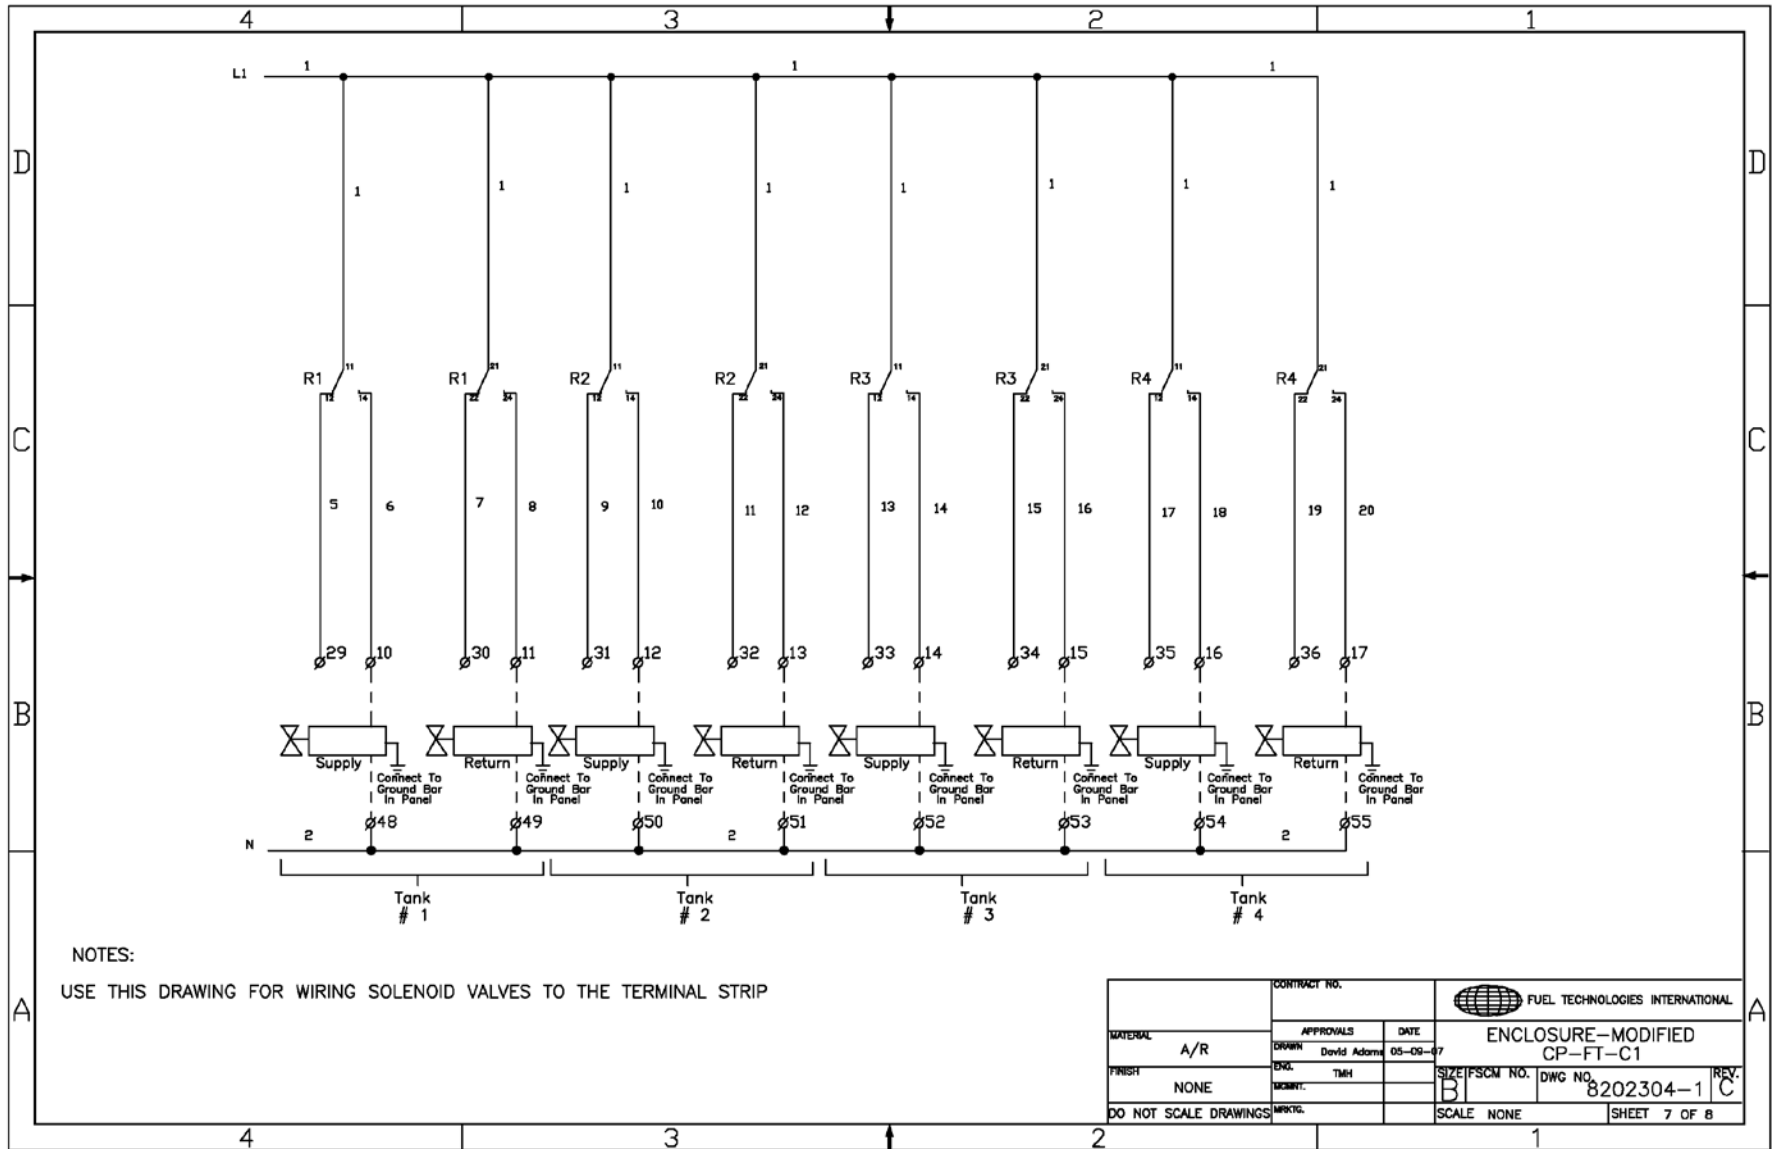 4 3 2 1
L1 1 1 1
D D
1 1 1 1 1 1 1 1
11 21 11 21 11 21 11 21
R1 R1 R2 R2 R3 R3 R4 R4
12 14 22 24 12 14 22 24 12 14 22 24 12 14 22 24
C C
5 6 7 8 9 10 11 12 13 14 15 16 17 18 19 20
29 10 30 11 31 12 32 13 33 14 34 15 35 16 36 17
B B
Supply Return Supply Return Supply Return Supply Return
Connect To Connect To Connect To Connect To Connect To Connect To Connect To Connect To
Ground Bar Ground Bar Ground Bar Ground Bar Ground Bar Ground Bar Ground Bar Ground Bar
In Panel In Panel In Panel In Panel In Panel In Panel In Panel In Panel
48 49 50 51 52 53 54 55
N 2 2 2
Tank Tank Tank Tank
# 1 # 2 # 3 # 4
NOTES:
USE THIS DRAWING FOR WIRING SOLENOID VALVES TO THE TERMINAL STRIP
A A
CONTRACT NO.
FUEL TECHNOLOGIES INTERNATIONAL
MATERIAL
A/R
APPROVALS DATE
DRAWN David Adams 05-09-07
ENG. TMH
MGMNT.
MRKTG.
FINISH
NONE
DO NOT SCALE DRAWINGS
ENCLOSURE-MODIFIED
CP-FT-C1
SIZE B FSCM NO. DWG NO. 8202304-1 REV. C
SCALE NONE SHEET 7 OF 8
4 3 2 1